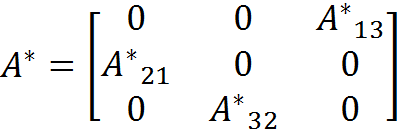 A* = [ 0 0 A*₁₃
A*₂₁ 0 0
0 A*₃₂ 0 ]